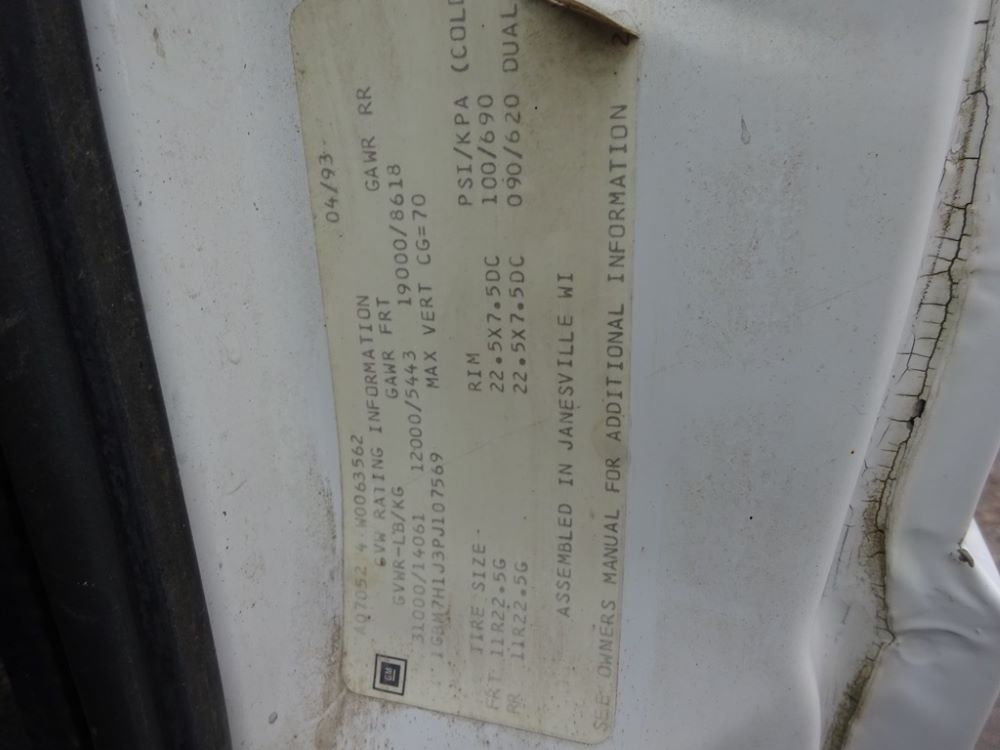 AQ7052 4 W0063562 04/93
GVW RATING INFORMATION
GVWR-LB/KG GAWR FRT GAWR RR
31000/14061 12000/5443 19000/8618
1GBM7H1J3PJ107569 MAX VERT CG=70
TIRE SIZE RIM PSI/KPA (COLD
FRT 11R22.5G 22.5X7.5DC 100/690
RR 11R22.5G 22.5X7.5DC 090/620 DUAL
ASSEMBLED IN JANESVILLE WI
SEE OWNERS MANUAL FOR ADDITIONAL INFORMATION
GM